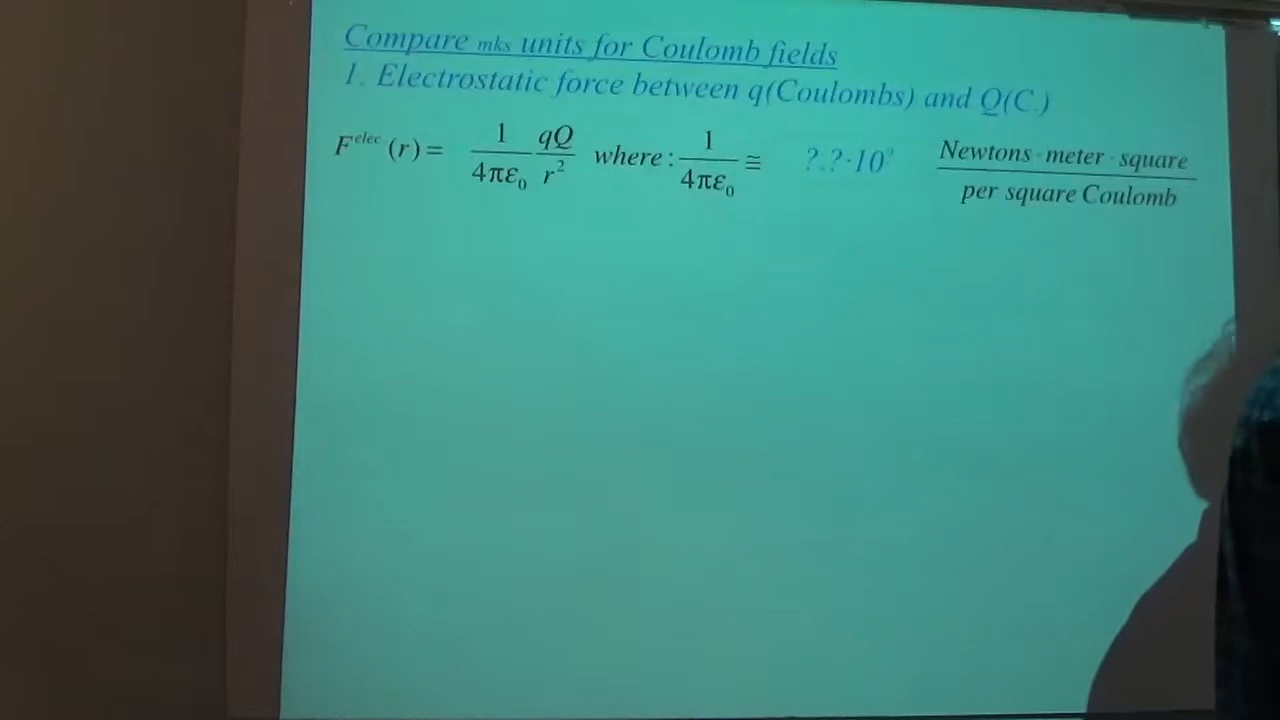 Compare mks units for Coulomb fields
1. Electrostatic force between q(Coulombs) and Q(C.)
F^elec (r) = 1/(4πε₀) qQ/r² where : 1/(4πε₀) ≅ ?.?·10^? Newtons · meter · square / per square Coulomb